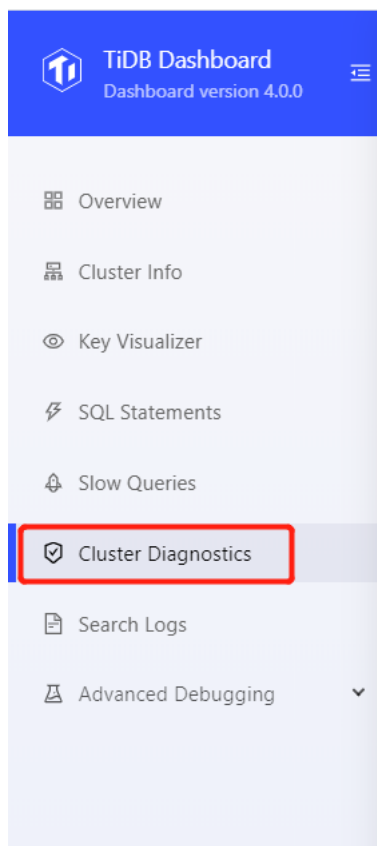 TiDB Dashboard
Dashboard version 4.0.0
Overview
Cluster Info
Key Visualizer
SQL Statements
Slow Queries
Cluster Diagnostics
Search Logs
Advanced Debugging